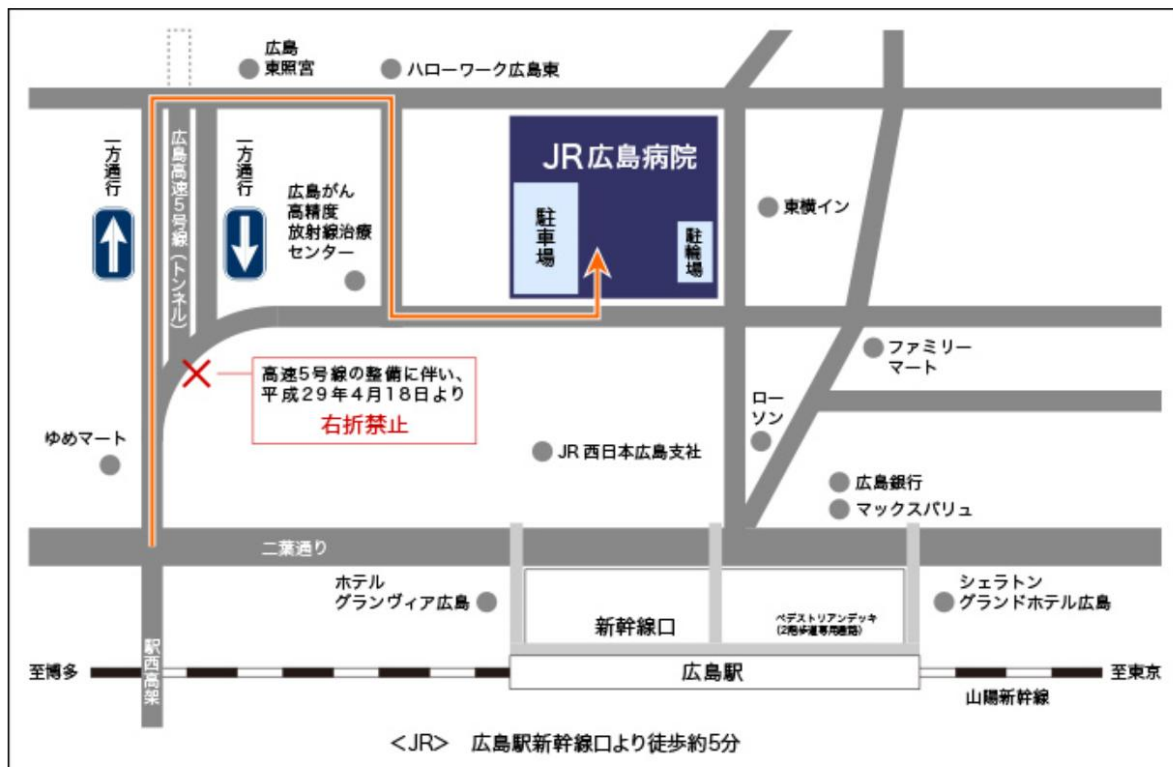 広島
東照宮
ハローワーク広島東
一方通行
広島高速5号線(トンネル)
一方通行
広島がん
高精度
放射線治療
センター
JR広島病院
駐車場
駐輪場
東横イン
高速5号線の整備に伴い、
平成29年4月18日より
右折禁止
ファミリー
マート
ローソン
ゆめマート
JR西日本広島支社
広島銀行
マックスバリュ
二葉通り
ホテル
グランヴィア広島
新幹線口
ペデストリアンデッキ
(2階歩道専用通路)
シェラトン
グランドホテル広島
駅西高架
至博多
広島駅
至東京
山陽新幹線
<JR> 広島駅新幹線口より徒歩約5分